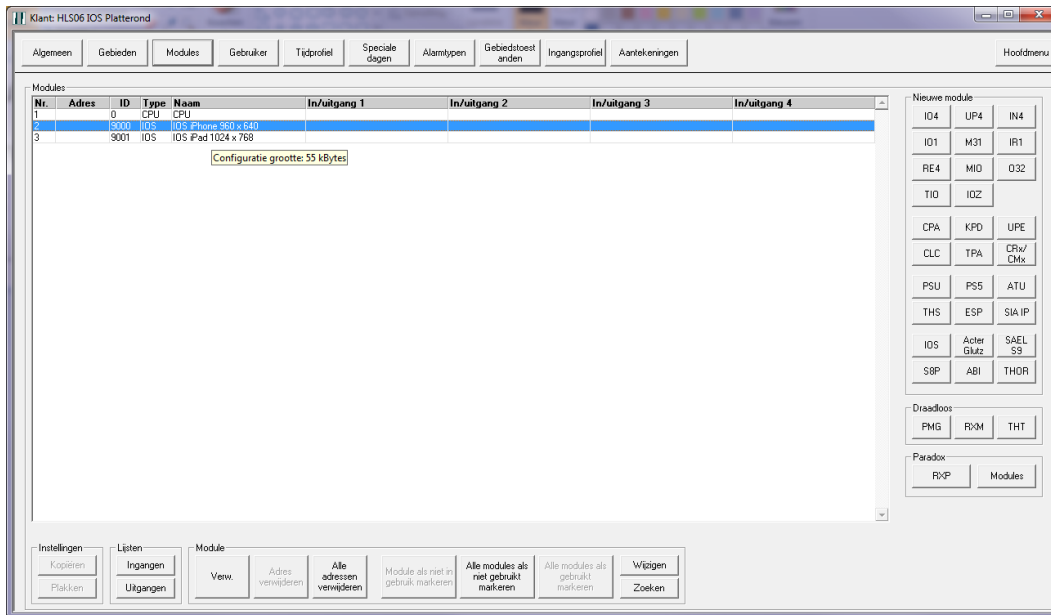 Klant: HLS06 IOS Platterond
Algemeen
Gebieden
Modules
Gebruiker
Tijdprofiel
Speciale
dagen
Alarmtypen
Gebiedstoest
anden
Ingangsprofiel
Aantekeningen
Hoofdmenu
Modules
Nr. Adres ID Type Naam In/uitgang 1 In/uitgang 2 In/uitgang 3 In/uitgang 4
1 0 CPU CPU
2 9000 IOS IOS iPhone 960 x 640
3 9001 IOS IOS iPad 1024 x 768
Configuratie grootte: 55 kBytes
Nieuwe module
IO4 UP4 IN4
IO1 M31 IR1
RE4 MIO O32
TIO IOZ
CPA KPD UPE
CLC TPA CRx/
CMx
PSU PS5 ATU
THS ESP SIA IP
IOS Acter
Glutz SAEL
S9
S8P ABI THOR
Draadloos
PMG RXM THT
Paradox
RXP Modules
Instellingen
Kopiëren
Plakken
Lijsten
Ingangen
Uitgangen
Module
Verw.
Adres
verwijderen
Alle
adressen
verwijderen
Module als niet in
gebruik markeren
Alle modules als
niet gebruikt
markeren
Alle modules als
gebruikt
markeren
Wijzigen
Zoeken